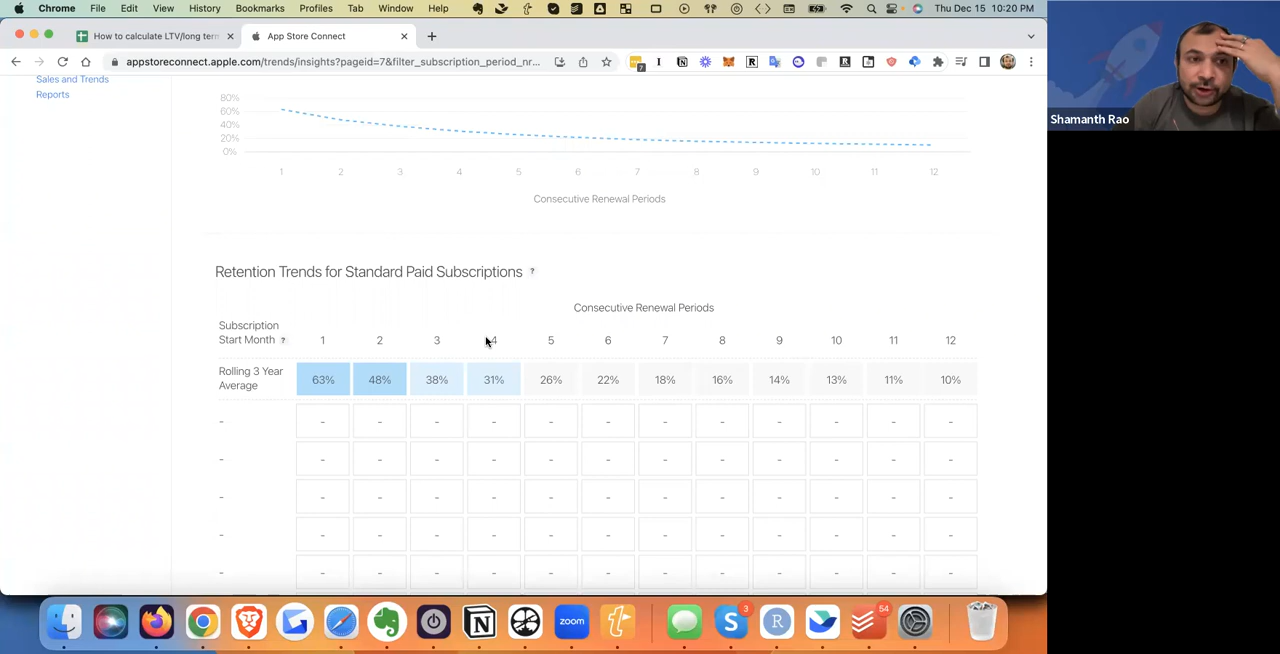 Chrome File Edit View History Bookmarks Profiles Tab Window Help Thu Dec 15 10:20 PM
How to calculate LTV/long term
App Store Connect
appstoreconnect.apple.com/trends/insights?pageid=7&filter_subscription_period_nr...
7
Shamanth Rao
Sales and Trends
Reports
80%
60%
40%
20%
0%
1 2 3 4 5 6 7 8 9 10 11 12
Consecutive Renewal Periods
Retention Trends for Standard Paid Subscriptions ?
Consecutive Renewal Periods
Subscription
Start Month ? 1 2 3 4 5 6 7 8 9 10 11 12
Rolling 3 Year
Average 63% 48% 38% 31% 26% 22% 18% 16% 14% 13% 11% 10%
- - - - - - - - - - - - -
- - - - - - - - - - - - -
- - - - - - - - - - - - -
- - - - - - - - - - - - -
- - - - - - - - - - - - -
zoom
3
54